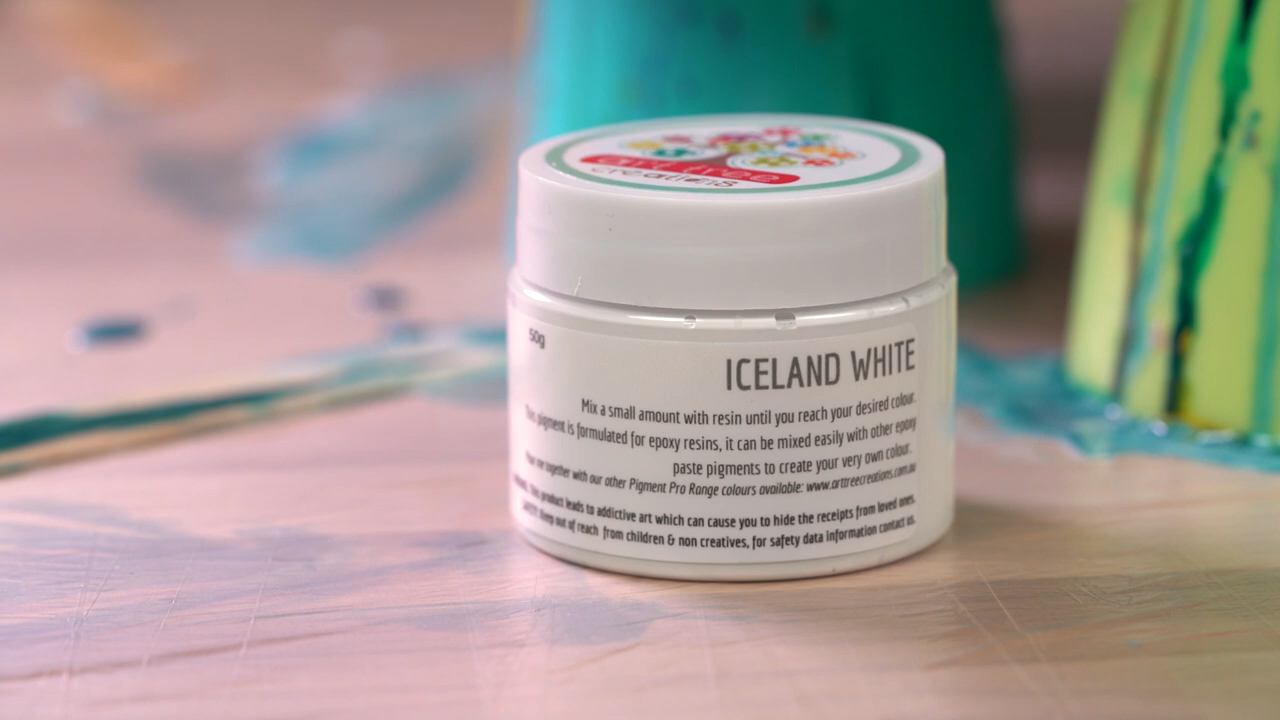 art tree
creations
50g
ICELAND WHITE
Mix a small amount with resin until you reach your desired colour.
This pigment is formulated for epoxy resins, it can be mixed easily with other epoxy
paste pigments to create your very own colour.
me together with our other Pigment Pro Range colours available: www.arttreecreations.com.au
this product leads to addictive art which can cause you to hide the receipts from loved ones.
Keep out of reach from children & non creatives, for safety data information contact us.